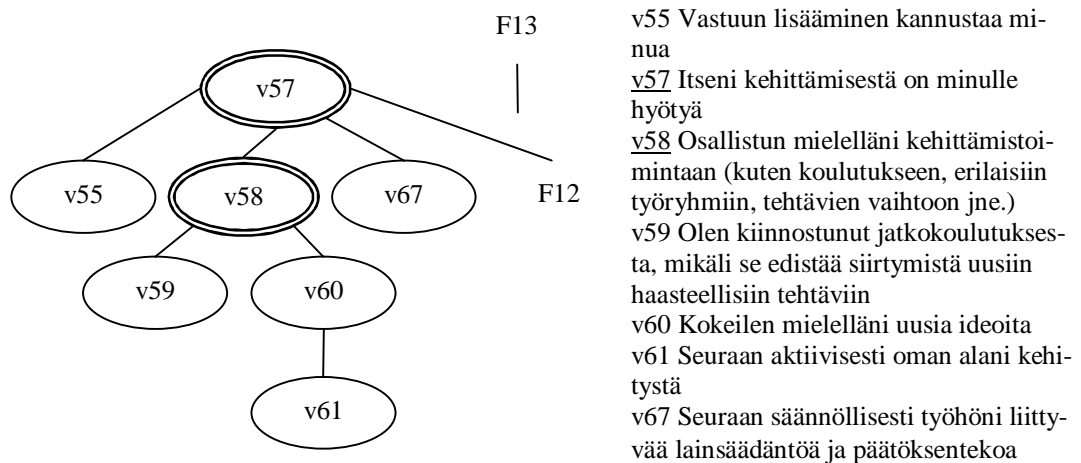 F13
v57
v55
v58
v67
F12
v59
v60
v61
v55 Vastuun lisääminen kannustaa mi-
nua
v57 Itseni kehittämisestä on minulle
hyötyä
v58 Osallistun mielelläni kehittämistoi-
mintaan (kuten koulutukseen, erilaisiin
työryhmiin, tehtävien vaihtoon jne.)
v59 Olen kiinnostunut jatkokoulutukses-
ta, mikäli se edistää siirtymistä uusiin
haasteellisiin tehtäviin
v60 Kokeilen mielelläni uusia ideoita
v61 Seuraan aktiivisesti oman alani kehi-
tystä
v67 Seuraan säännöllisesti työhöni liitty-
vää lainsäädäntöä ja päätöksentekoa